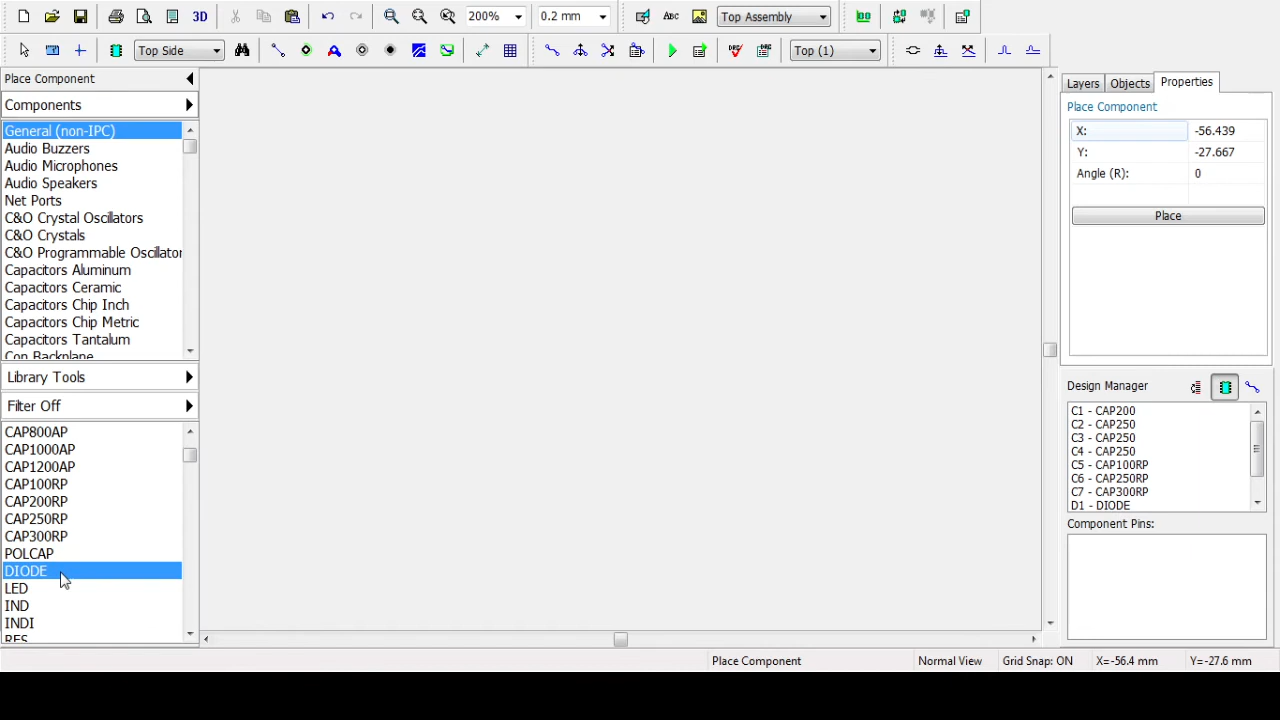 3D
200%
0.2 mm
ABC
Top Assembly
Top Side
Top (1)
Place Component
Components
General (non-IPC)
Audio Buzzers
Audio Microphones
Audio Speakers
Net Ports
C&O Crystal Oscillators
C&O Crystals
C&O Programmable Oscillator
Capacitors Aluminum
Capacitors Ceramic
Capacitors Chip Inch
Capacitors Chip Metric
Capacitors Tantalum
Con Backplane
Library Tools
Filter Off
CAP800AP
CAP1000AP
CAP1200AP
CAP100RP
CAP200RP
CAP250RP
CAP300RP
POLCAP
DIODE
LED
IND
INDI
RES
Layers
Objects
Properties
Place Component
X: -56.439
Y: -27.667
Angle (R): 0
Place
Design Manager
C1 - CAP200
C2 - CAP250
C3 - CAP250
C4 - CAP250
C5 - CAP100RP
C6 - CAP250RP
C7 - CAP300RP
D1 - DIODE
Component Pins:
Place Component
Normal View
Grid Snap: ON
X=-56.4 mm
Y=-27.6 mm